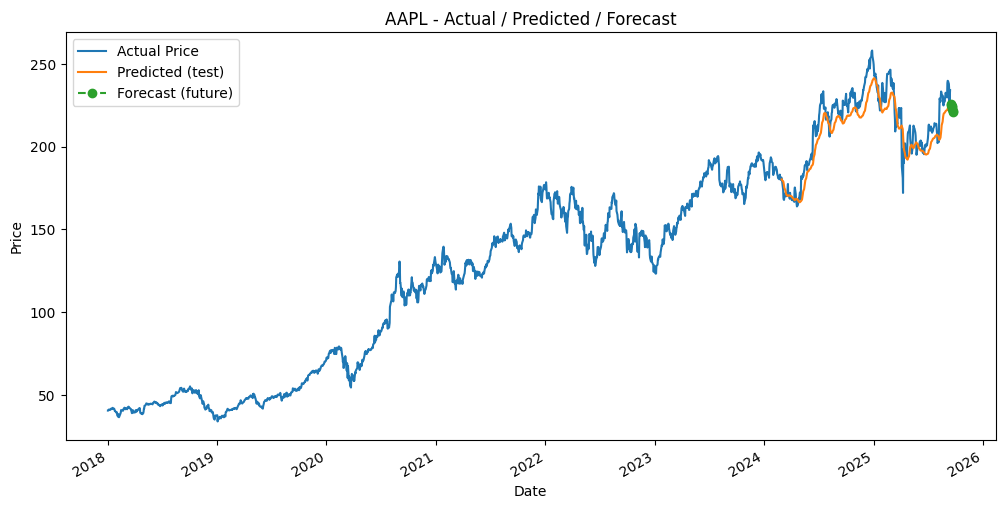 AAPL - Actual / Predicted / Forecast
Actual Price
Predicted (test)
Forecast (future)
250
200
150
100
50
Price
2018
2019
2020
2021
2022
2023
2024
2025
2026
Date